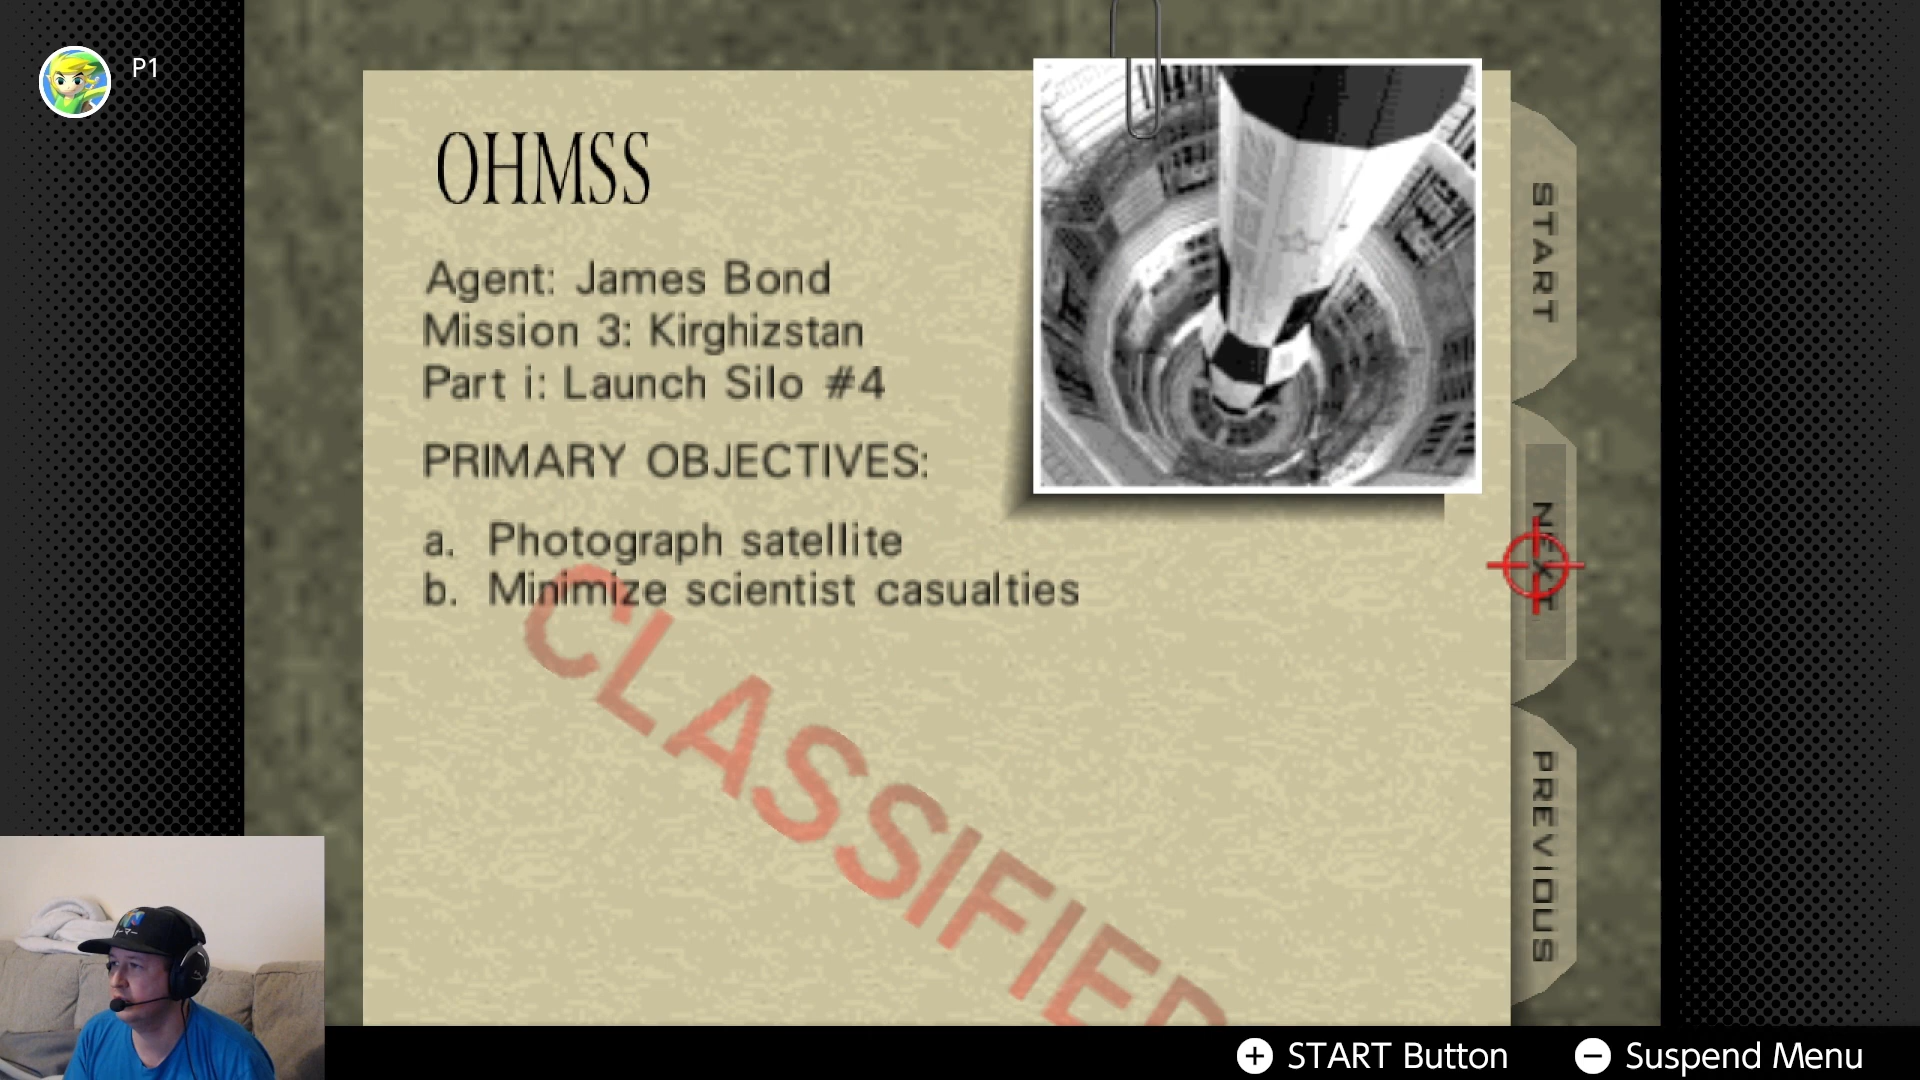 P1
OHMSS
Agent: James Bond
Mission 3: Kirghizstan
Part i: Launch Silo #4
PRIMARY OBJECTIVES:
a. Photograph satellite
b. Minimize scientist casualties
CLASSIFIED
START
NEXT
PREVIOUS
START Button
Suspend Menu